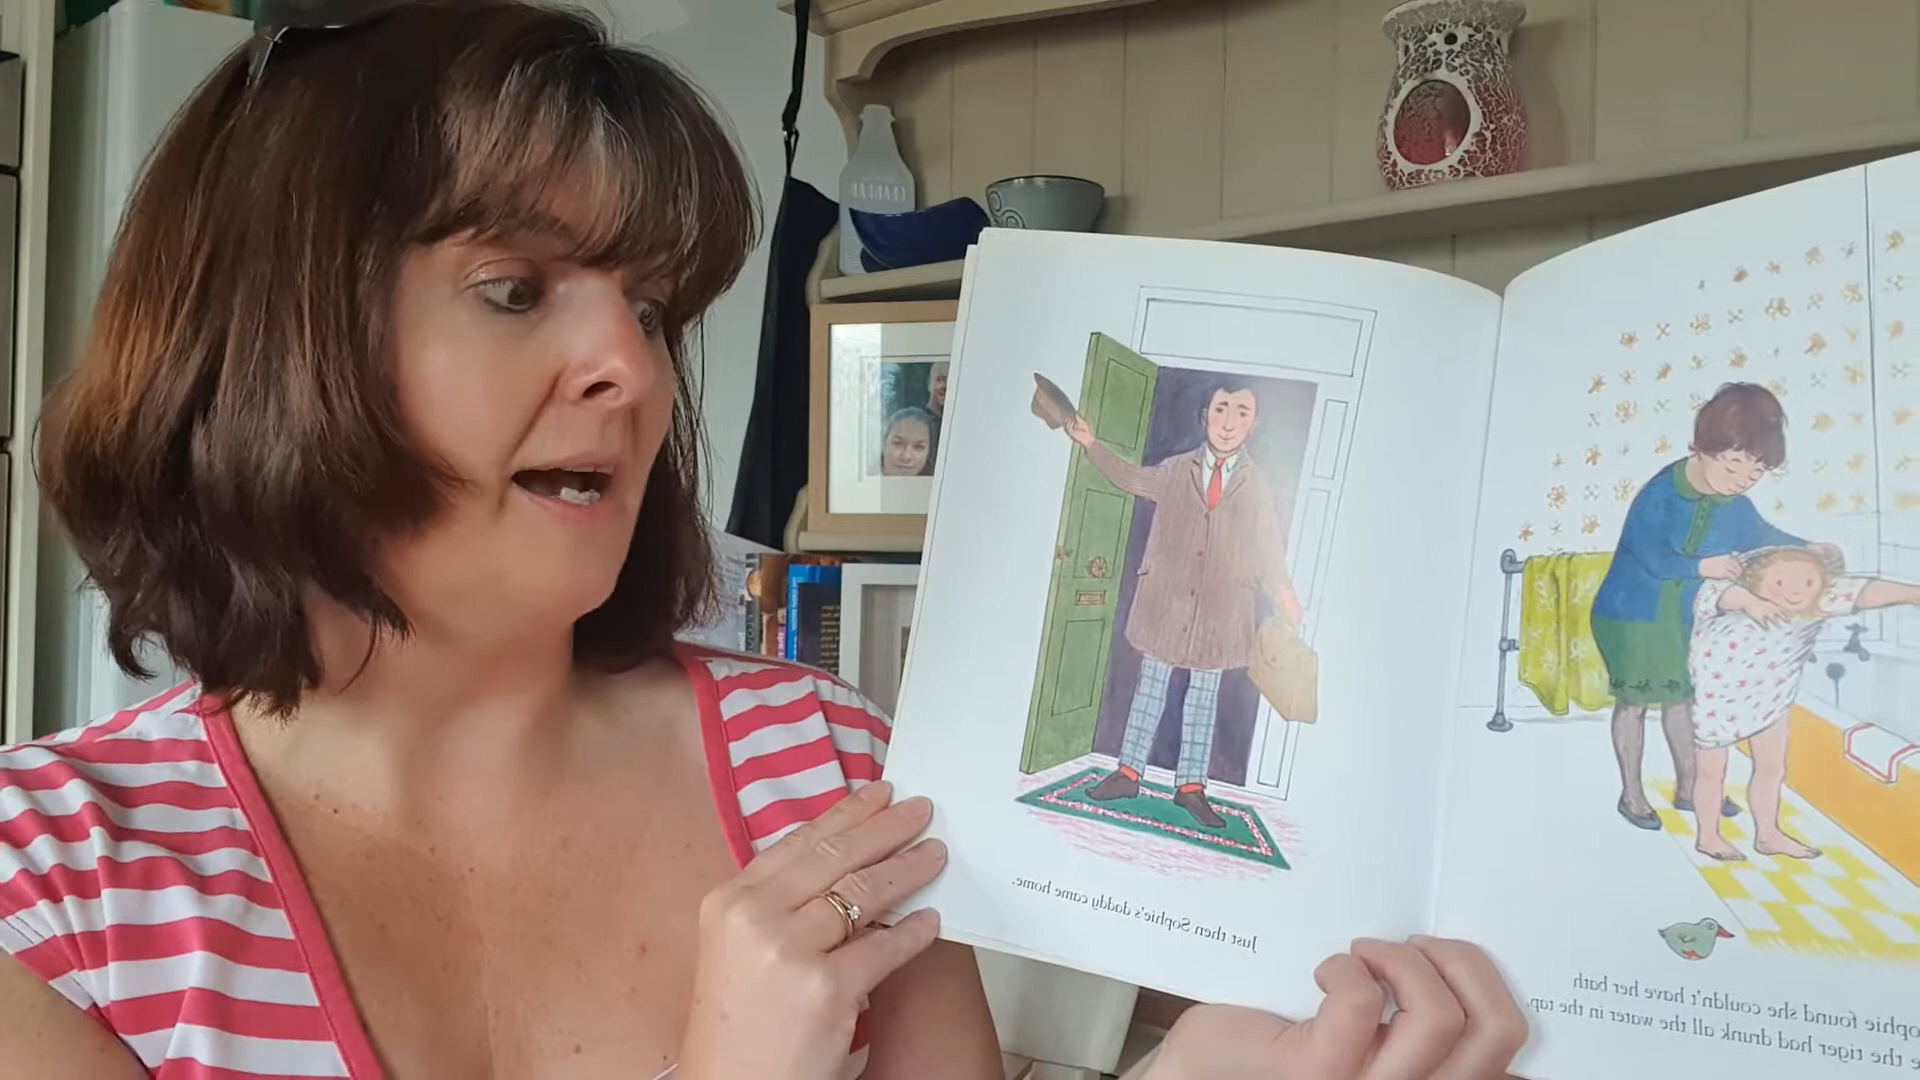 Just then Sophie's daddy came home.
ophie found she couldn't have her bath
e the tiger had drunk all the water in the tap.